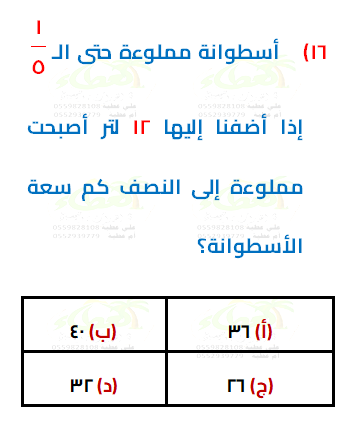 ١٦) أسطوانة مملوءة حتى الـ ١/٥
إذا أضفنا إليها ١٢ لتر أصبحت
مملوءة إلى النصف كم سعة
الأسطوانة؟
(أ) ٣٦ (ب) ٤٠
(ج) ٢٦ (د) ٣٢